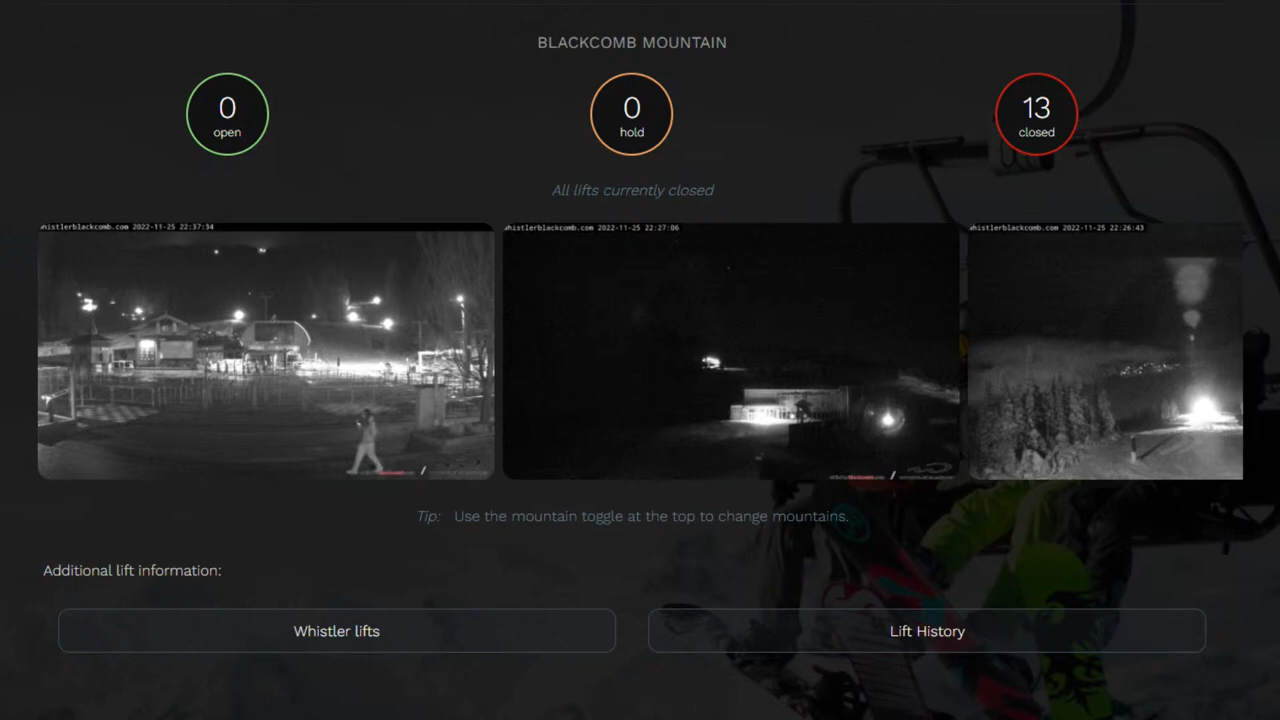 BLACKCOMB MOUNTAIN
0
open
0
hold
13
closed
All lifts currently closed
whistlerblackcomb.com 2022-11-25 22:37:34
whistlerblackcomb.com 2022-11-25 22:27:06
whistlerblackcomb.com 2022-11-25 22:26:43
Tip: Use the mountain toggle at the top to change mountains.
Additional lift information:
Whistler lifts
Lift History